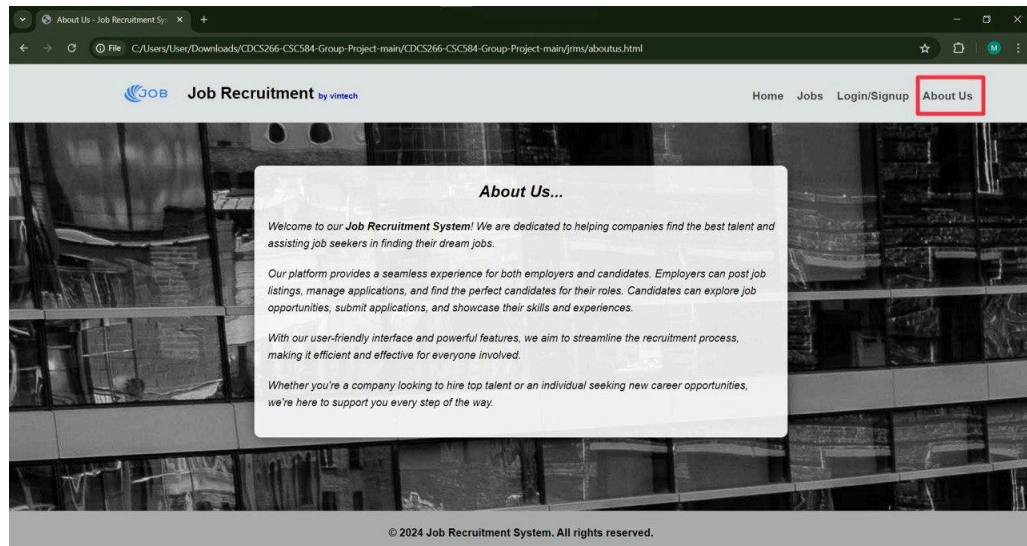 About Us - Job Recruitment Sy
File C:/Users/User/Downloads/CDCS266-CSC584-Group-Project-main/CDCS266-CSC584-Group-Project-main/jrms/aboutus.html
M
JOB Job Recruitment by vintech Home Jobs Login/Signup About Us
About Us...
Welcome to our Job Recruitment System! We are dedicated to helping companies find the best talent and
assisting job seekers in finding their dream jobs.
Our platform provides a seamless experience for both employers and candidates. Employers can post job
listings, manage applications, and find the perfect candidates for their roles. Candidates can explore job
opportunities, submit applications, and showcase their skills and experiences.
With our user-friendly interface and powerful features, we aim to streamline the recruitment process,
making it efficient and effective for everyone involved.
Whether you're a company looking to hire top talent or an individual seeking new career opportunities,
we're here to support you every step of the way.
© 2024 Job Recruitment System. All rights reserved.